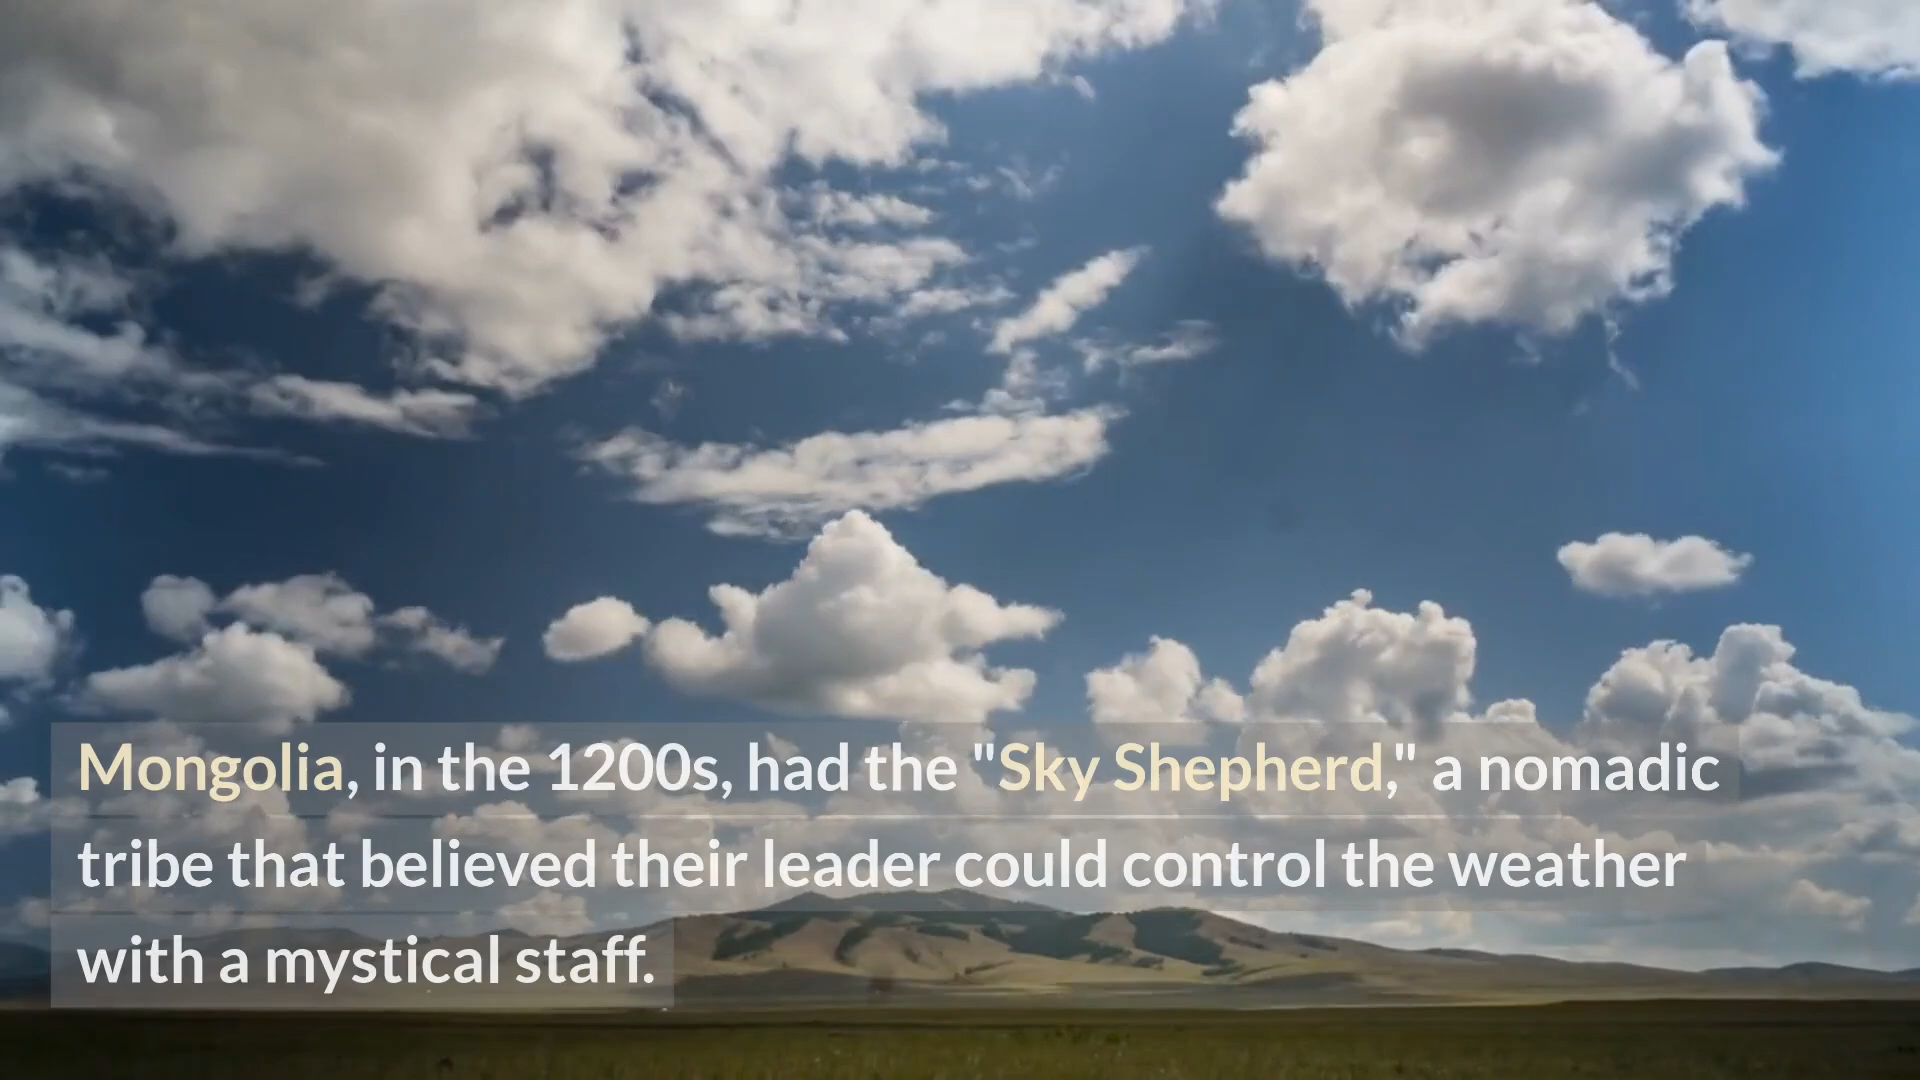 Mongolia, in the 1200s, had the "Sky Shepherd," a nomadic
tribe that believed their leader could control the weather
with a mystical staff.